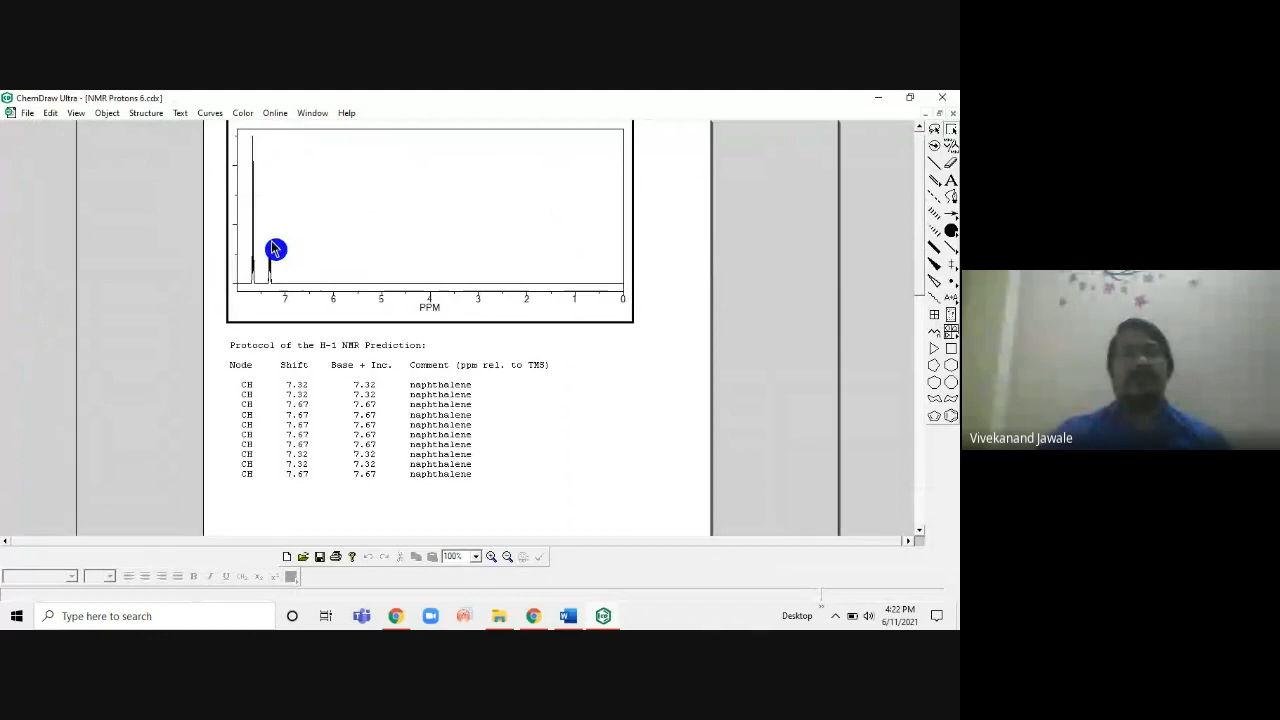 ChemDraw Ultra - [NMR Protons 6.cdx]
File Edit View Object Structure Text Curves Color Online Window Help
7 6 5 4 3 2 1 0
PPM
Protocol of the H-1 NMR Prediction:
Node Shift Base + Inc. Comment (ppm rel. to TMS)
CH 7.32 7.32 naphthalene
CH 7.32 7.32 naphthalene
CH 7.67 7.67 naphthalene
CH 7.67 7.67 naphthalene
CH 7.67 7.67 naphthalene
CH 7.67 7.67 naphthalene
CH 7.67 7.67 naphthalene
CH 7.32 7.32 naphthalene
CH 7.32 7.32 naphthalene
CH 7.67 7.67 naphthalene
Vivekanand Jawale
100%
B I U CH₂ X₂ X²
Type here to search
Desktop
4:22 PM
6/11/2021